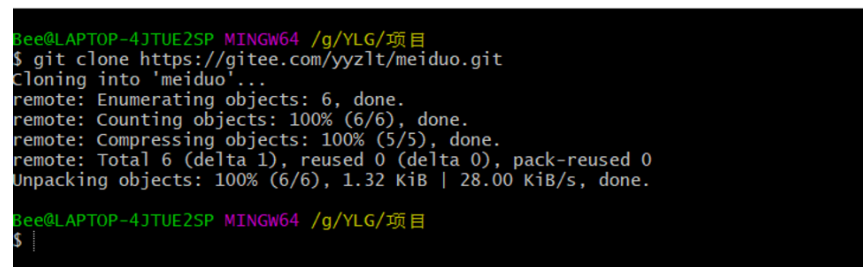 Bee@LAPTOP-4JTUE2SP MINGW64 /g/YLG/项目
$ git clone https://gitee.com/yyzlt/meiduo.git
Cloning into 'meiduo'...
remote: Enumerating objects: 6, done.
remote: Counting objects: 100% (6/6), done.
remote: Compressing objects: 100% (5/5), done.
remote: Total 6 (delta 1), reused 0 (delta 0), pack-reused 0
Unpacking objects: 100% (6/6), 1.32 KiB | 28.00 KiB/s, done.
Bee@LAPTOP-4JTUE2SP MINGW64 /g/YLG/项目
$